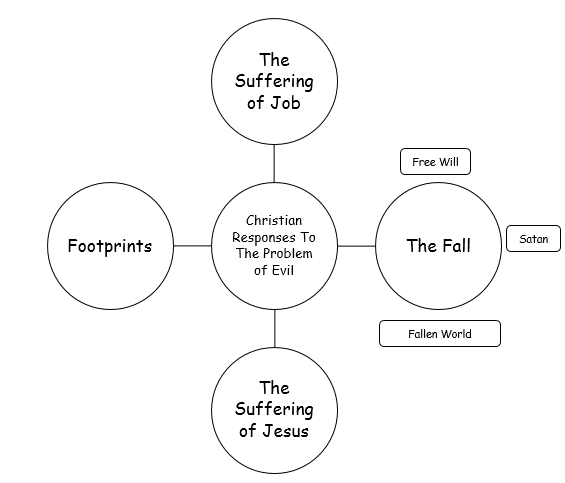 The
Suffering
of Job
Free Will
Footprints
Christian
Responses To
The Problem
of Evil
The Fall
Satan
Fallen World
The
Suffering
of Jesus